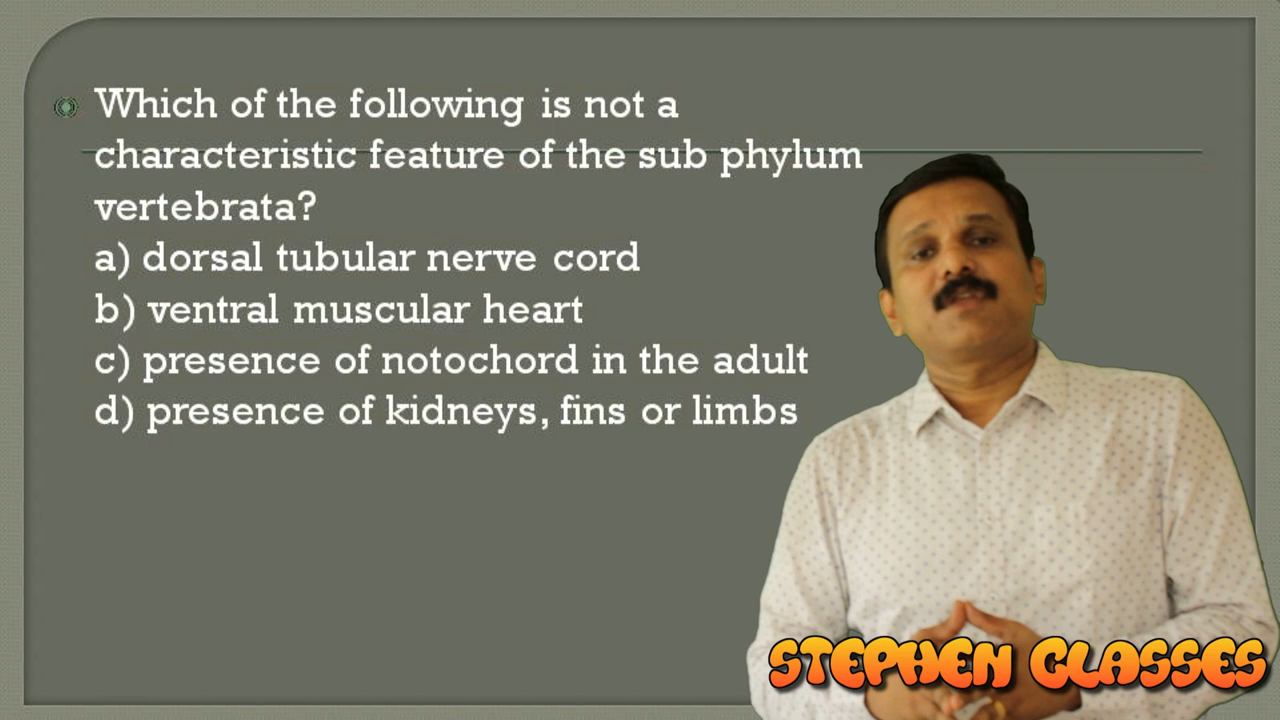 Which of the following is not a
characteristic feature of the sub phylum
vertebrata?
a) dorsal tubular nerve cord
b) ventral muscular heart
c) presence of notochord in the adult
d) presence of kidneys, fins or limbs
STEPHEN CLASSES